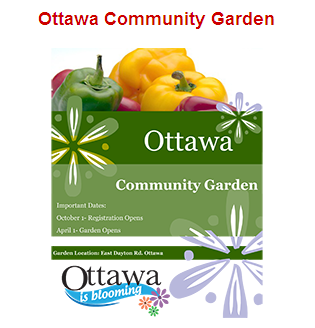 Ottawa Community Garden
Ottawa
Community Garden
Important Dates:
October 1- Registration Opens
April 1- Garden Opens
Garden Location: East Dayton Rd. Ottawa
Ottawa
is blooming